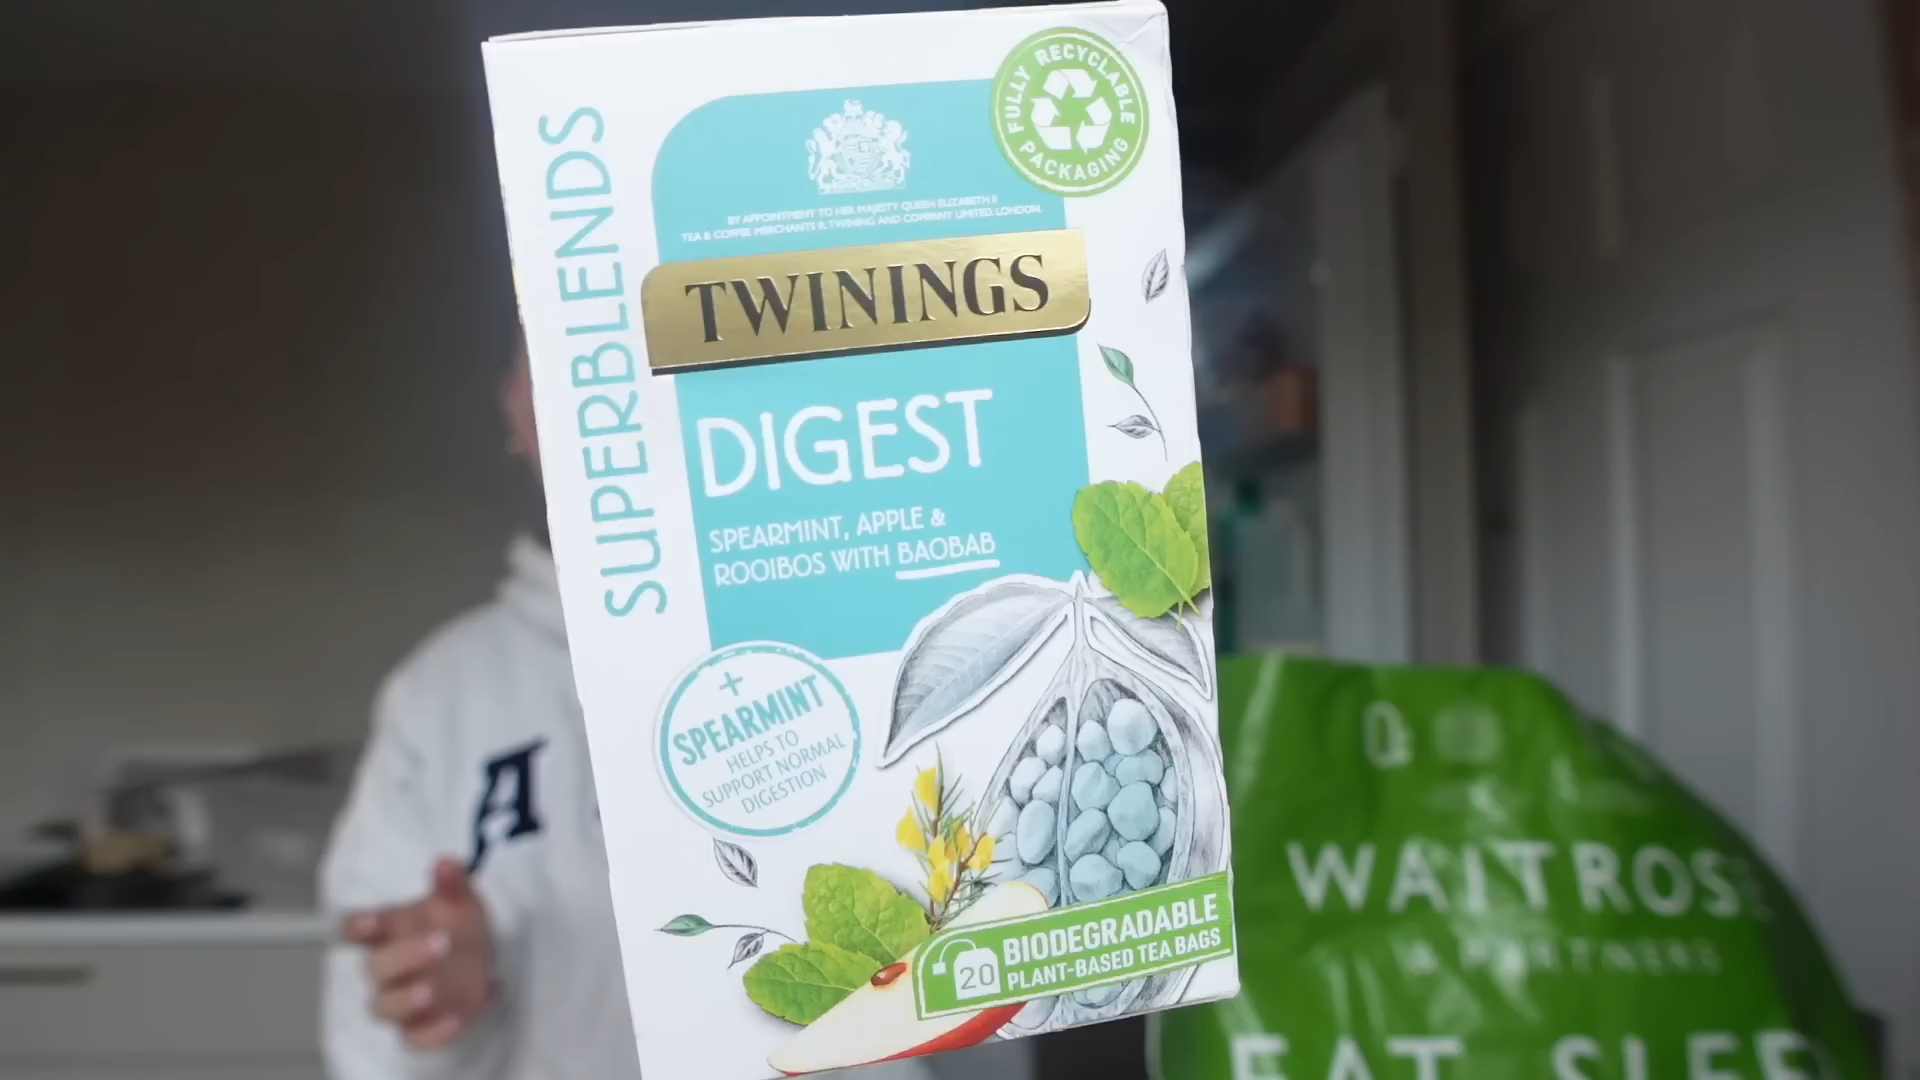 SUPERBLENDS
FULLY RECYCLABLE
PACKAGING
BY APPOINTMENT TO HER MAJESTY QUEEN ELIZABETH II
TEA & COFFEE MERCHANTS R. TWINING AND COMPANY LIMITED, LONDON.
TWININGS
DIGEST
SPEARMINT, APPLE &
ROOIBOS WITH BAOBAB
+
SPEARMINT
HELPS TO
SUPPORT NORMAL
DIGESTION
20
BIODEGRADABLE
PLANT-BASED TEA BAGS
A
WAITROSE
& PARTNERS
EAT SLEEP